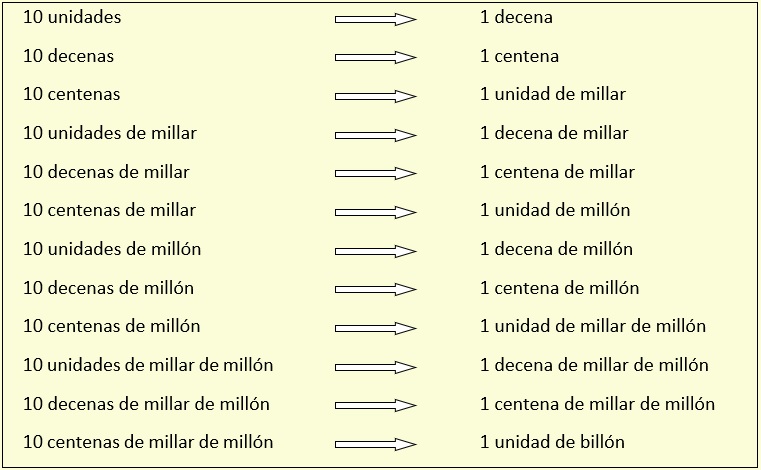 10 unidades 1 decena
10 decenas 1 centena
10 centenas 1 unidad de millar
10 unidades de millar 1 decena de millar
10 decenas de millar 1 centena de millar
10 centenas de millar 1 unidad de millón
10 unidades de millón 1 decena de millón
10 decenas de millón 1 centena de millón
10 centenas de millón 1 unidad de millar de millón
10 unidades de millar de millón 1 decena de millar de millón
10 decenas de millar de millón 1 centena de millar de millón
10 centenas de millar de millón 1 unidad de billón